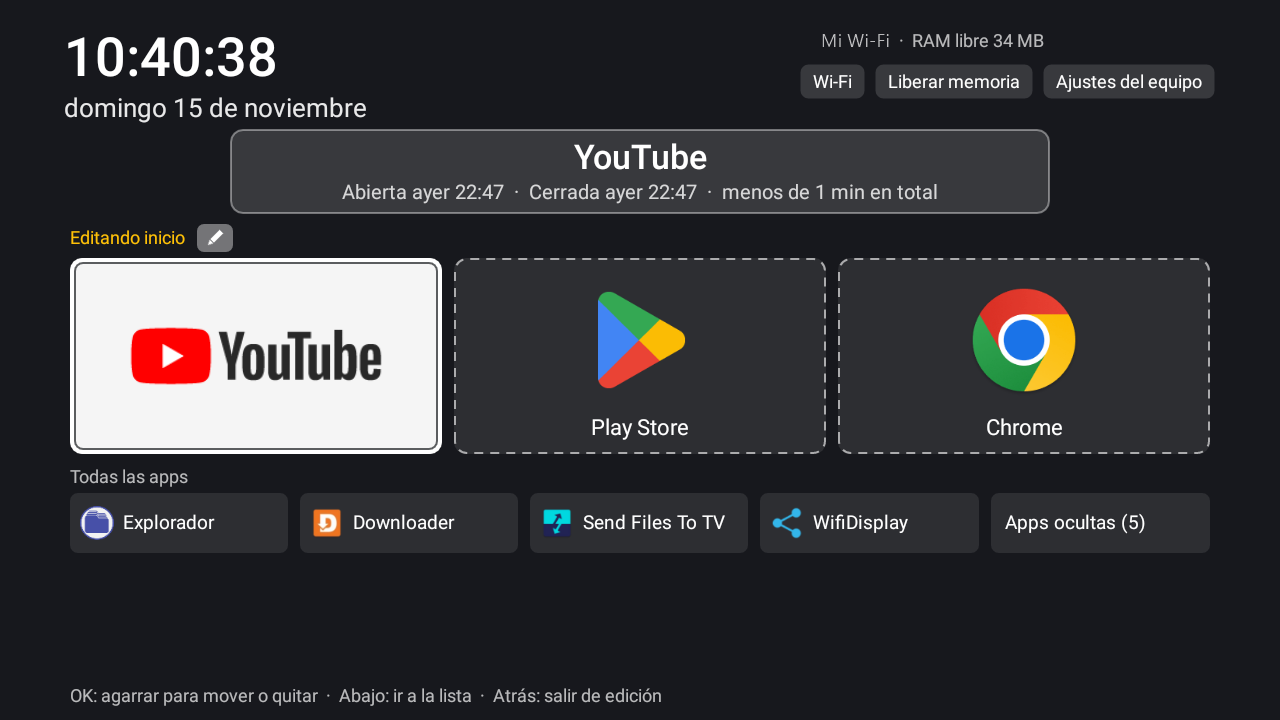 10:40:38
domingo 15 de noviembre
Mi Wi-Fi · RAM libre 34 MB
Wi-Fi
Liberar memoria
Ajustes del equipo
YouTube
Abierta ayer 22:47 · Cerrada ayer 22:47 · menos de 1 min en total
Editando inicio
YouTube
Play Store
Chrome
Todas las apps
Explorador
Downloader
Send Files To TV
WifiDisplay
Apps ocultas (5)
OK: agarrar para mover o quitar · Abajo: ir a la lista · Atrás: salir de edición